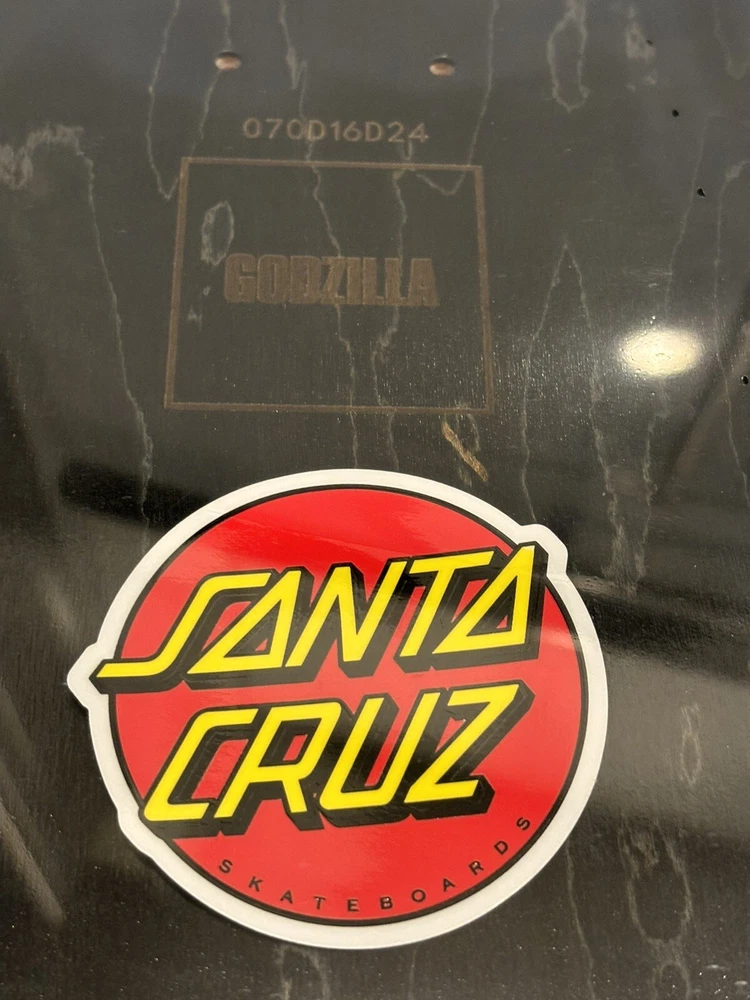 070D16D24
GODZILLA
SANTA
CRUZ
SKATEBOARDS